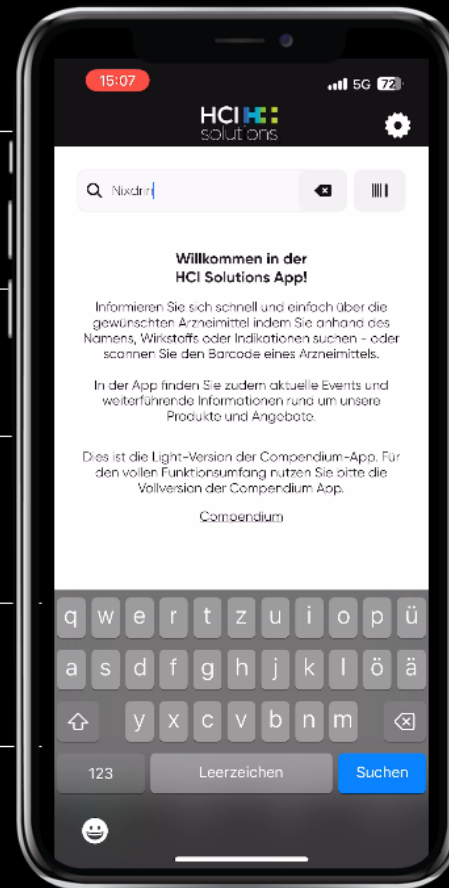 15:07
5G 72
HCI
solutions
Nixdrin
Willkommen in der
HCI Solutions App!
Informieren Sie sich schnell und einfach über die
gewünschten Arzneimittel indem Sie anhand des
Namens, Wirkstoffs oder Indikationen suchen - oder
scannen Sie den Barcode eines Arzneimittels.
In der App finden Sie zudem aktuelle Events und
weiterführende Informationen rund um unsere
Produkte und Angebote.
Dies ist die Light-Version der Compendium-App. Für
den vollen Funktionsumfang nutzen Sie bitte die
Vollversion der Compendium App.
Compendium
q w e r t z u i o p ü
a s d f g h j k l ö ä
y x c v b n m
123 Leerzeichen Suchen